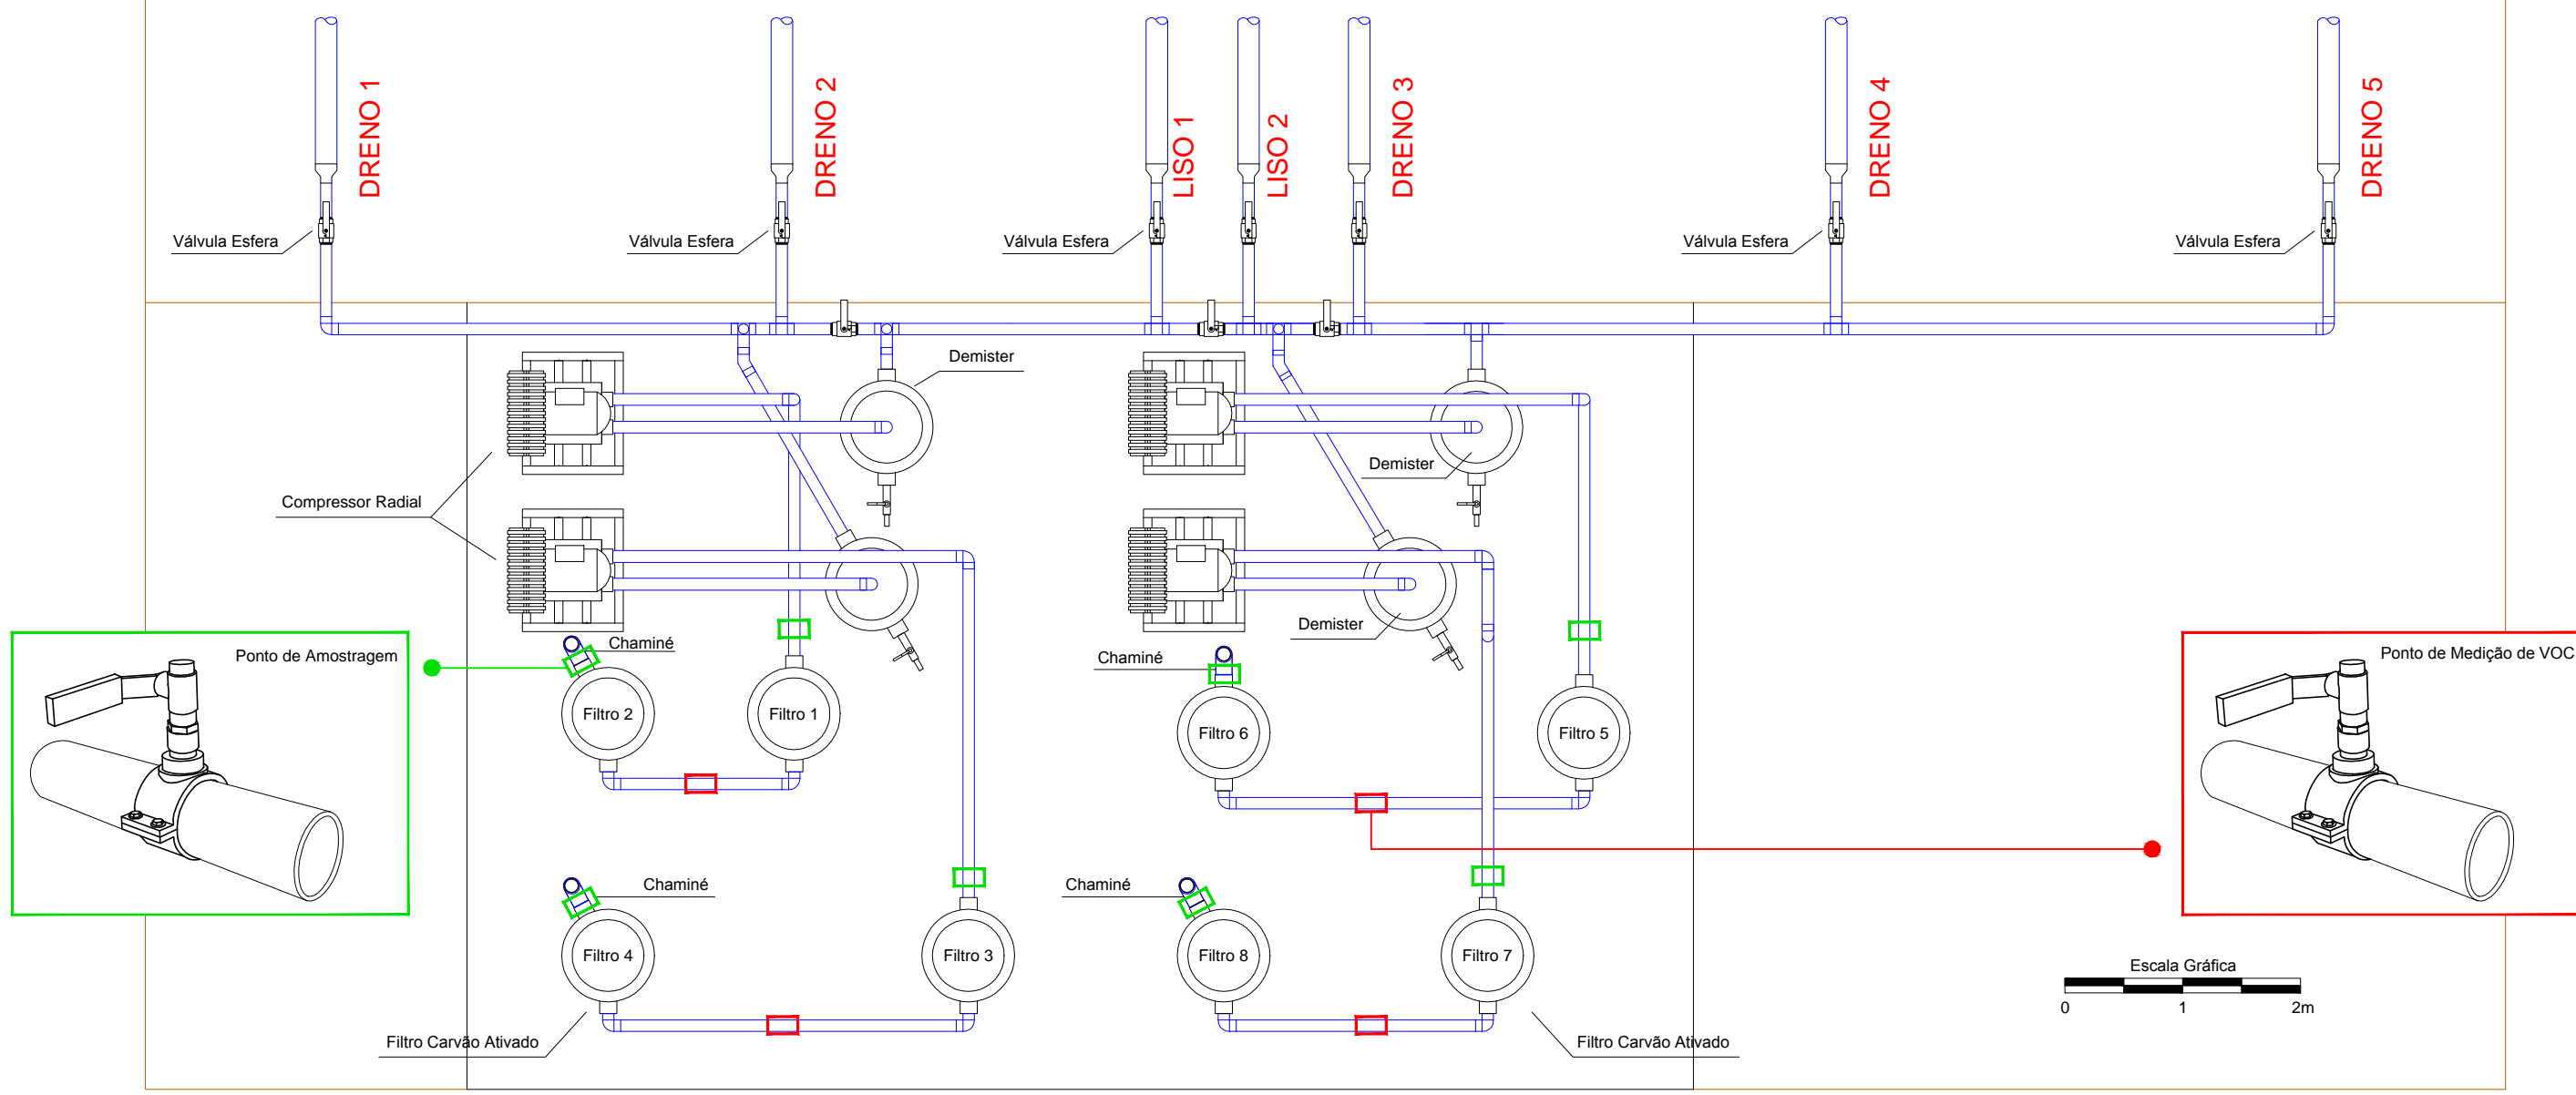 DRENO 1
DRENO 2
LISO 1
LISO 2
DRENO 3
DRENO 4
DRENO 5
Válvula Esfera
Válvula Esfera
Válvula Esfera
Válvula Esfera
Válvula Esfera
Demister
Demister
Compressor Radial
Demister
Chaminé
Chaminé
Ponto de Amostragem
Ponto de Medição de VOC
Filtro 2
Filtro 1
Filtro 6
Filtro 5
Chaminé
Chaminé
Filtro 4
Filtro 3
Filtro 8
Filtro 7
Escala Gráfica
0 1 2m
Filtro Carvão Ativado
Filtro Carvão Ativado